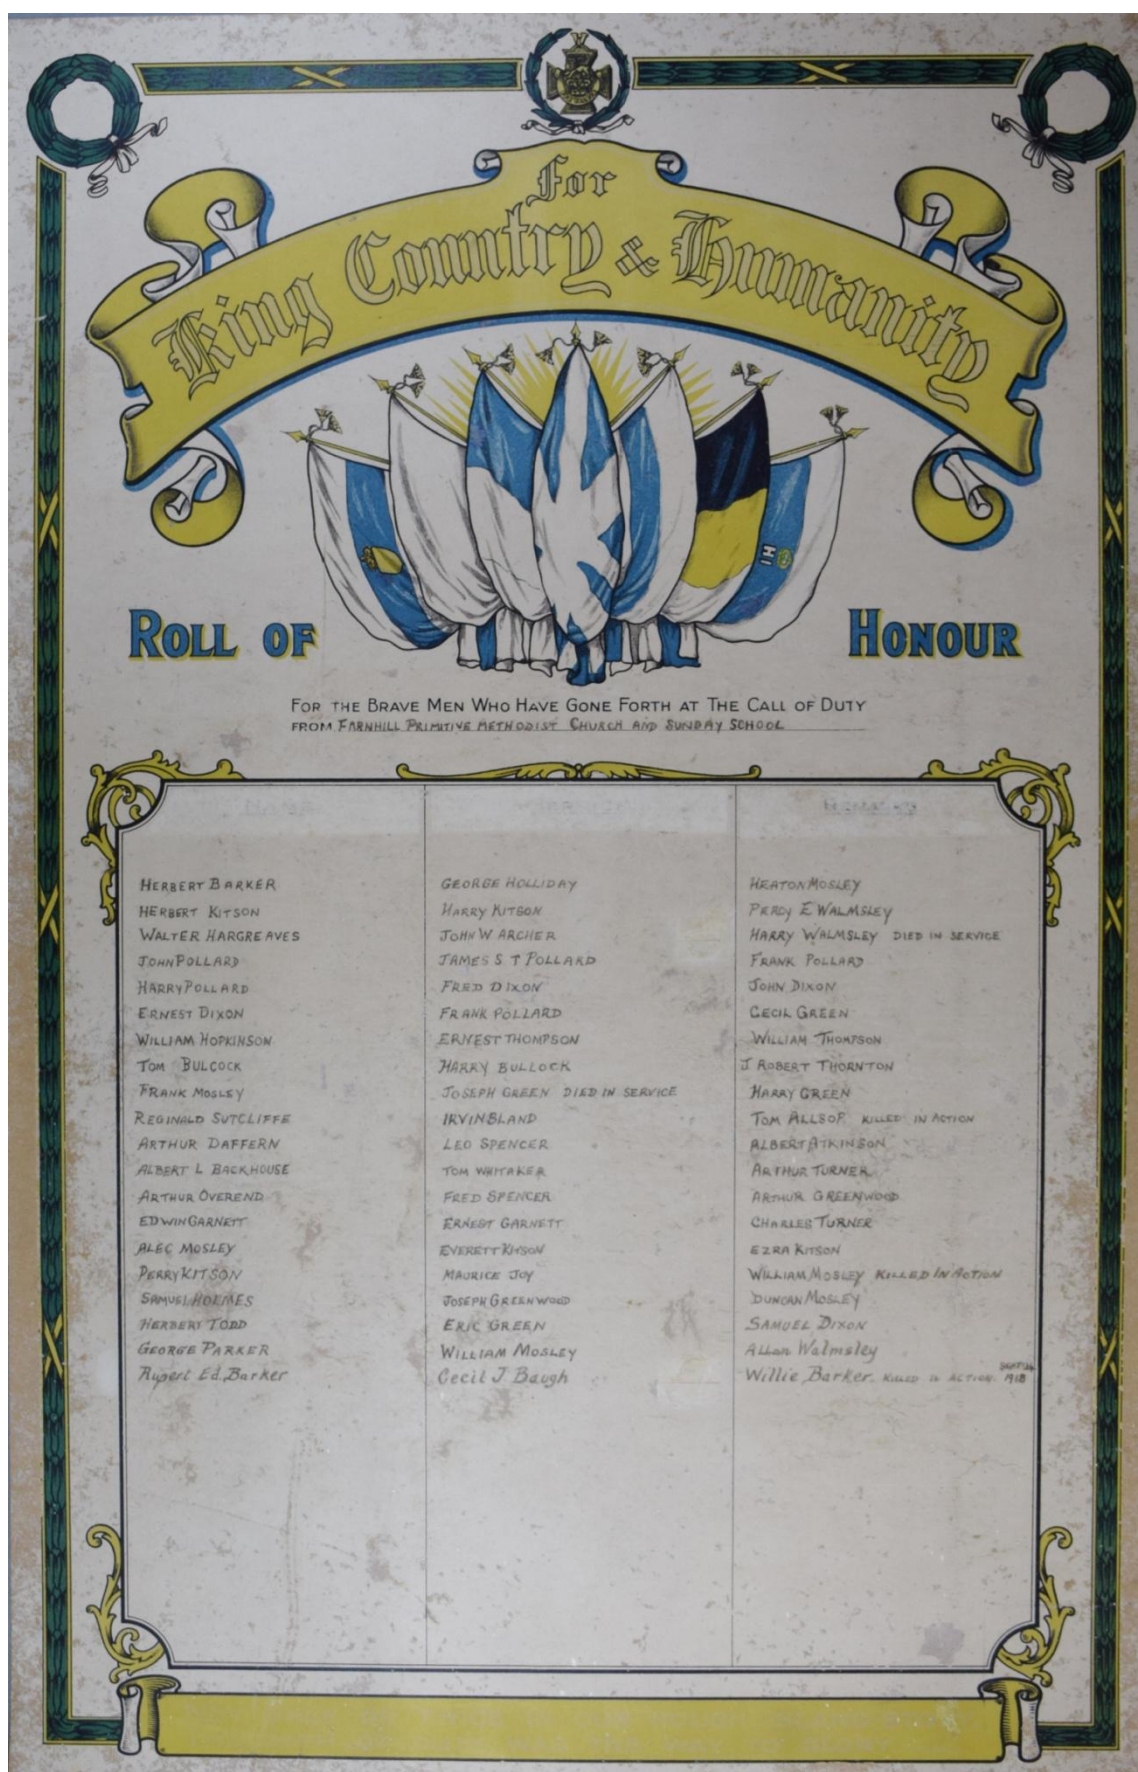 For
King Country & Humanity
ROLL OF HONOUR
FOR THE BRAVE MEN WHO HAVE GONE FORTH AT THE CALL OF DUTY
FROM FARNHILL PRIMITIVE METHODIST CHURCH AND SUNDAY SCHOOL
HERBERT BARKER
HERBERT KITSON
WALTER HARGREAVES
JOHN POLLARD
HARRY POLLARD
ERNEST DIXON
WILLIAM HOPKINSON
TOM BULCOCK
FRANK MOSLEY
REGINALD SUTCLIFFE
ARTHUR DAFFERN
ALBERT L BACKHOUSE
ARTHUR OVEREND
EDWIN GARNETT
ALEC MOSLEY
PERRY KITSON
SAMUEL HOLMES
HERBERT TODD
GEORGE PARKER
Rupert Ed. Barker
GEORGE HOLLIDAY
HARRY KITSON
JOHN W ARCHER
JAMES S T POLLARD
FRED DIXON
FRANK POLLARD
ERNEST THOMPSON
HARRY BULLOCK
JOSEPH GREEN DIED IN SERVICE
IRVIN BLAND
LEO SPENCER
TOM WHITAKER
FRED SPENCER
ERNEST GARNETT
EVERETT KITSON
MAURICE JOY
JOSEPH GREENWOOD
ERIC GREEN
WILLIAM MOSLEY
Cecil J Baugh
HEATON MOSLEY
PERCY E WALMSLEY
HARRY WALMSLEY DIED IN SERVICE
FRANK POLLARD
JOHN DIXON
CECIL GREEN
WILLIAM THOMPSON
J ROBERT THORNTON
HARRY GREEN
TOM ALLSOP KILLED IN ACTION
ALBERT ATKINSON
ARTHUR TURNER
ARTHUR GREENWOOD
CHARLES TURNER
EZRA KITSON
WILLIAM MOSLEY KILLED IN ACTION
DUNCAN MOSLEY
SAMUEL DIXON
Allan Walmsley
Willie Barker KILLED IN ACTION 1918
IH